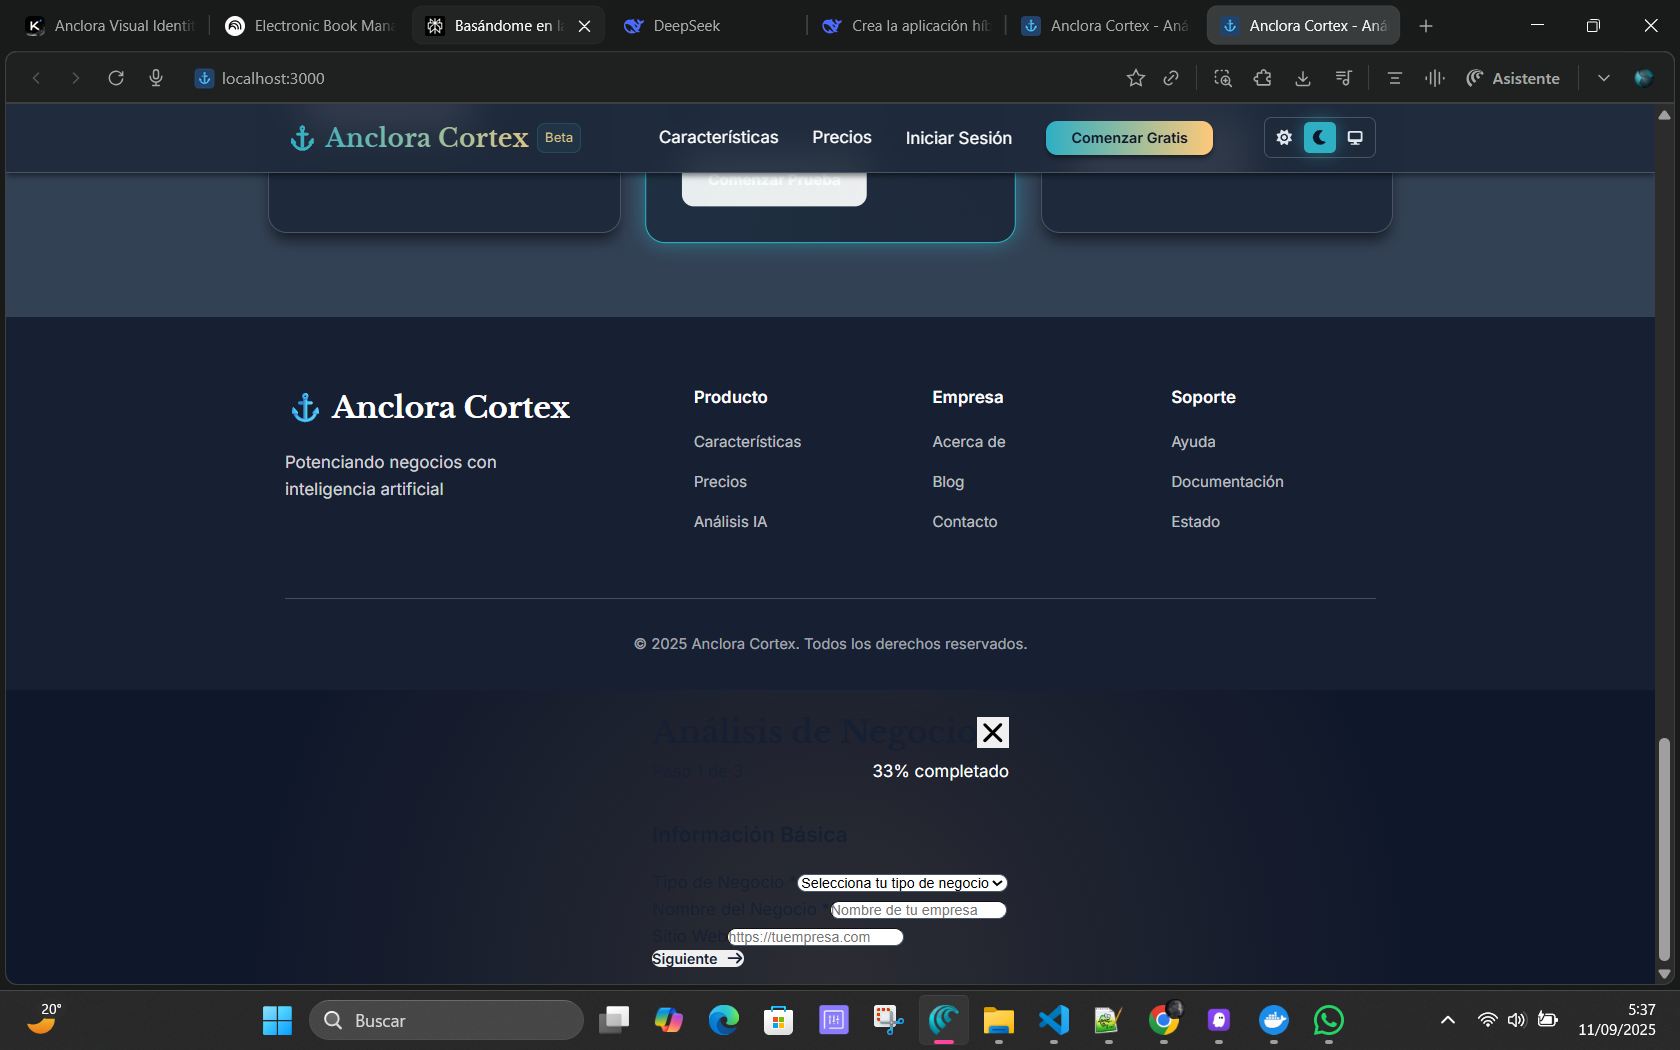 Anclora Visual Identi
Electronic Book Mana
Basándome en la
DeepSeek
Crea la aplicación híb
Anclora Cortex - Aná
Anclora Cortex - Aná
localhost:3000
Asistente
Anclora Cortex
Beta
Características
Precios
Iniciar Sesión
Comenzar Gratis
Comenzar Prueba
Anclora Cortex
Potenciando negocios con
inteligencia artificial
Producto
Características
Precios
Análisis IA
Empresa
Acerca de
Blog
Contacto
Soporte
Ayuda
Documentación
Estado
© 2025 Anclora Cortex. Todos los derechos reservados.
Análisis de Negocio
Paso 1 de 3
33% completado
Información Básica
Tipo de Negocio *
Selecciona tu tipo de negocio
Nombre del Negocio *
Nombre de tu empresa
Sitio Web
https://tuempresa.com
Siguiente →
20°
Buscar
5:37
11/09/2025